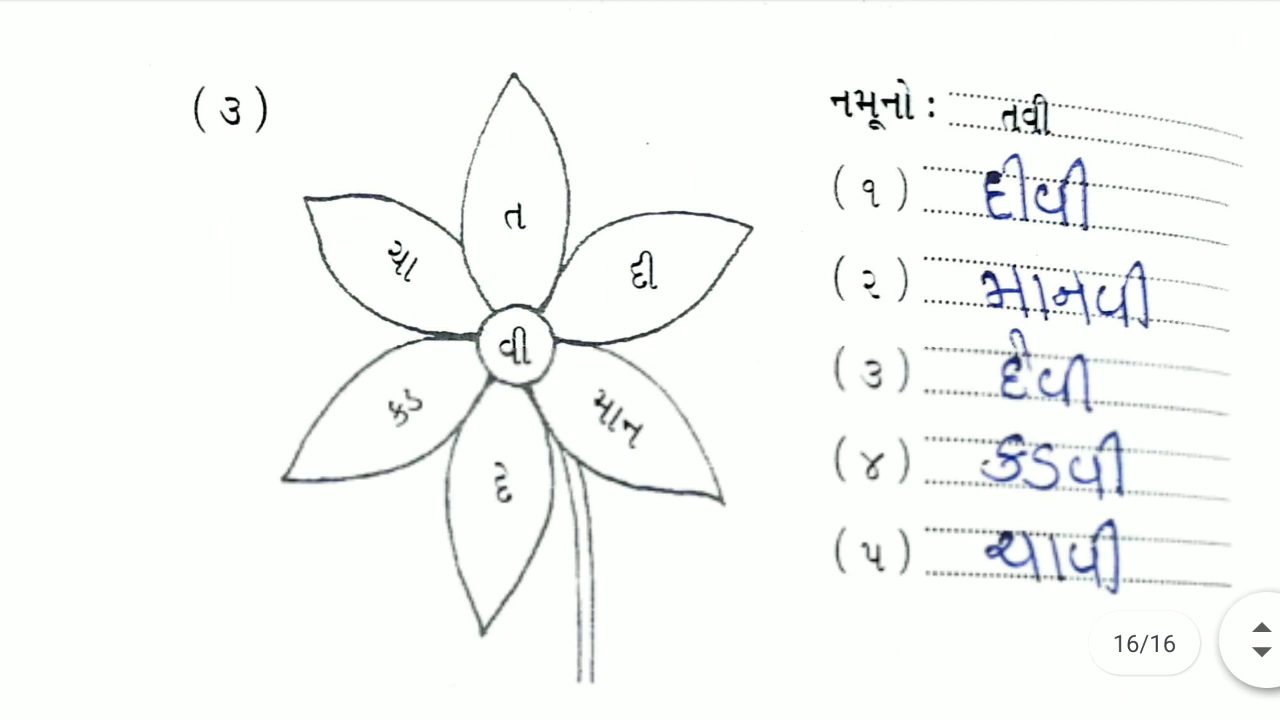 (૩)
ત
ચા
દી
વી
કડ
માન
દે
નમૂનો : તવી
(૧) દીવી
(૨) માનવી
(૩) દેવી
(૪) કડવી
(૫) ચાવી
16/16